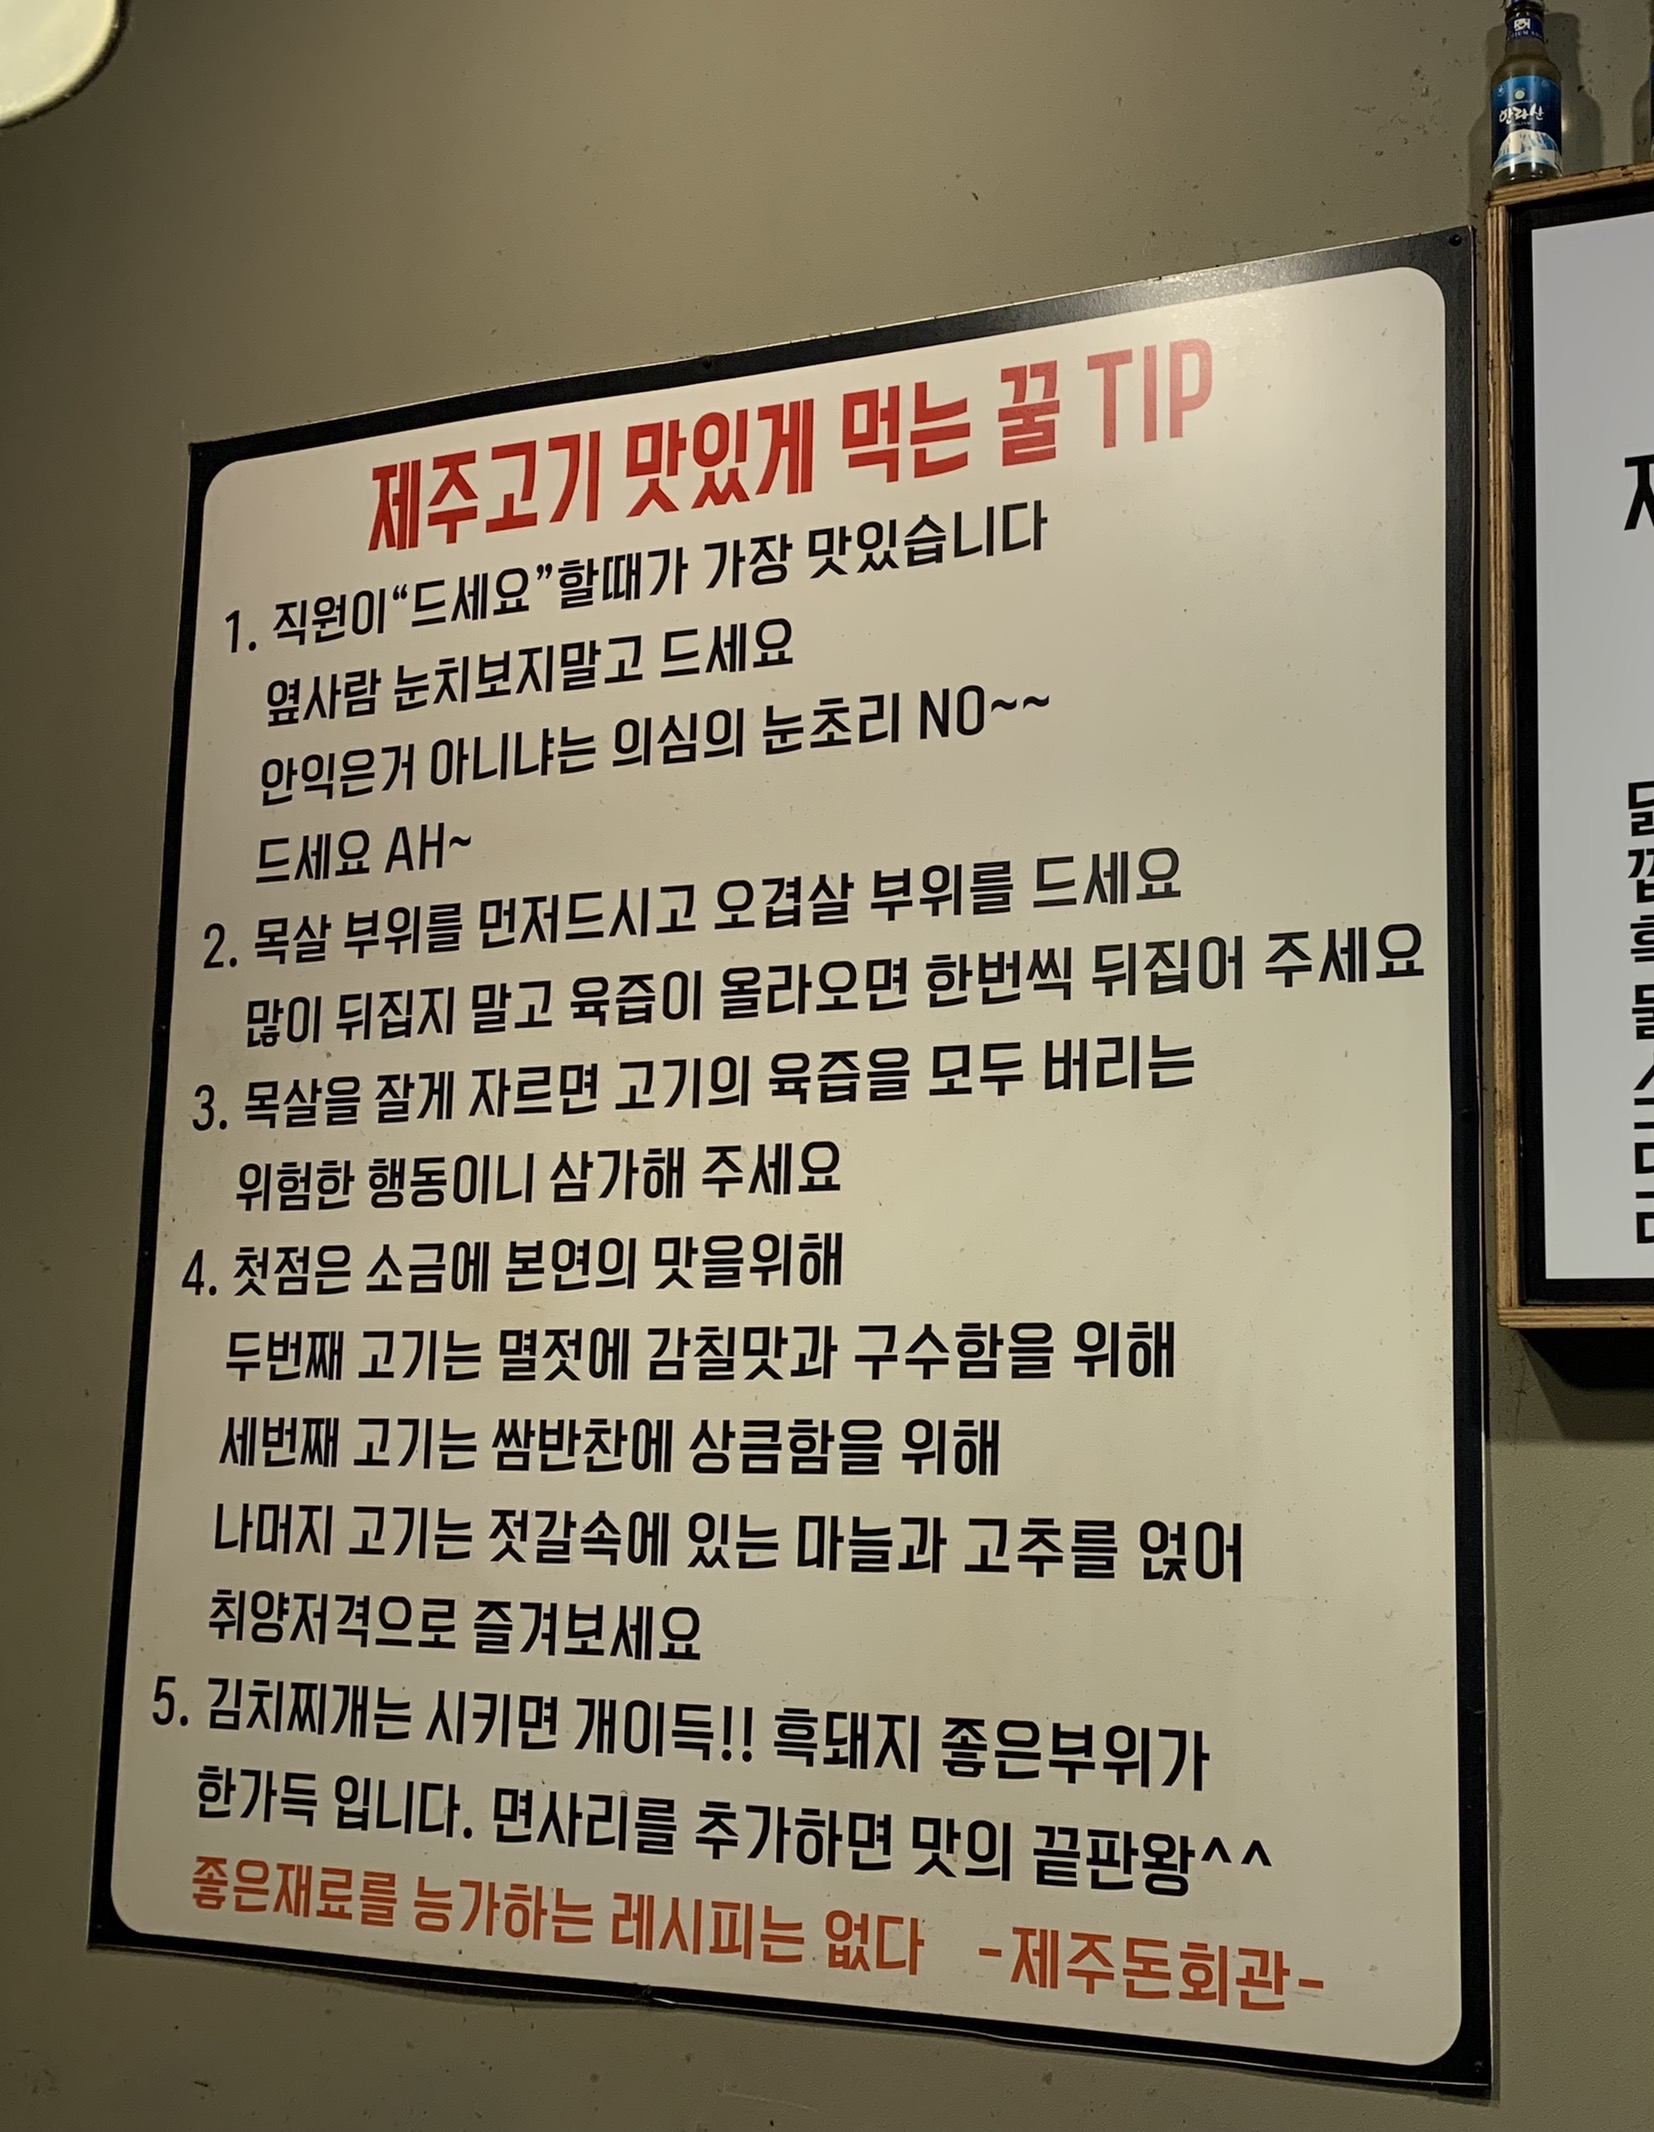 제주고기 맛있게 먹는 꿀 TIP
1. 직원이“드세요”할때가 가장 맛있습니다
옆사람 눈치보지말고 드세요
안익은거 아니냐는 의심의 눈초리 NO~~
드세요 AH~
2. 목살 부위를 먼저드시고 오겹살 부위를 드세요
많이 뒤집지 말고 육즙이 올라오면 한번씩 뒤집어 주세요
3. 목살을 잘게 자르면 고기의 육즙을 모두 버리는
위험한 행동이니 삼가해 주세요
4. 첫점은 소금에 본연의 맛을위해
두번째 고기는 멸젓에 감칠맛과 구수함을 위해
세번째 고기는 쌈반찬에 상큼함을 위해
나머지 고기는 젓갈속에 있는 마늘과 고추를 얹어
취양저격으로 즐겨보세요
5. 김치찌개는 시키면 개이득!! 흑돼지 좋은부위가
한가득 입니다. 면사리를 추가하면 맛의 끝판왕^^
좋은재료를 능가하는 레시피는 없다 -제주돈회관-
한라산